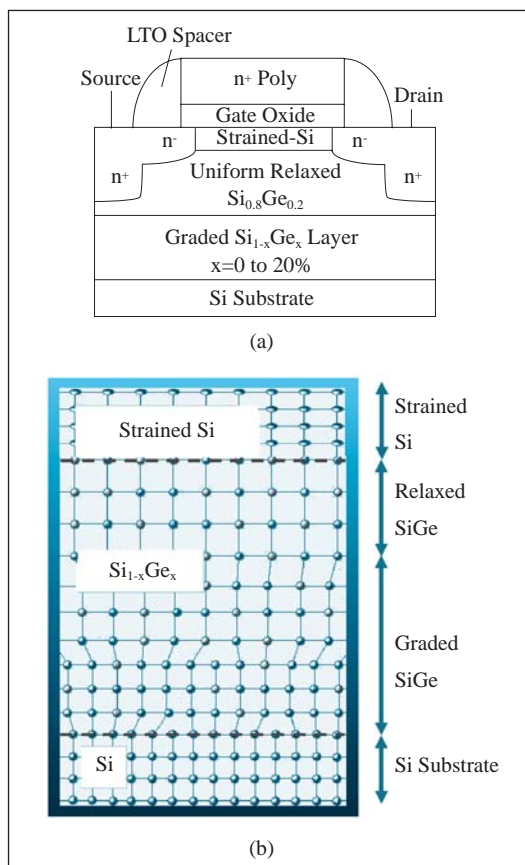 LTO Spacer
Source
n+ Poly
Drain
Gate Oxide
n- Strained-Si n-
n+ Uniform Relaxed n+
Si0.8Ge0.2
Graded Si1-xGex Layer
x=0 to 20%
Si Substrate
(a)
Strained Si
Strained
Si
Relaxed
SiGe
Si1-xGex
Graded
SiGe
Si
Si Substrate
(b)